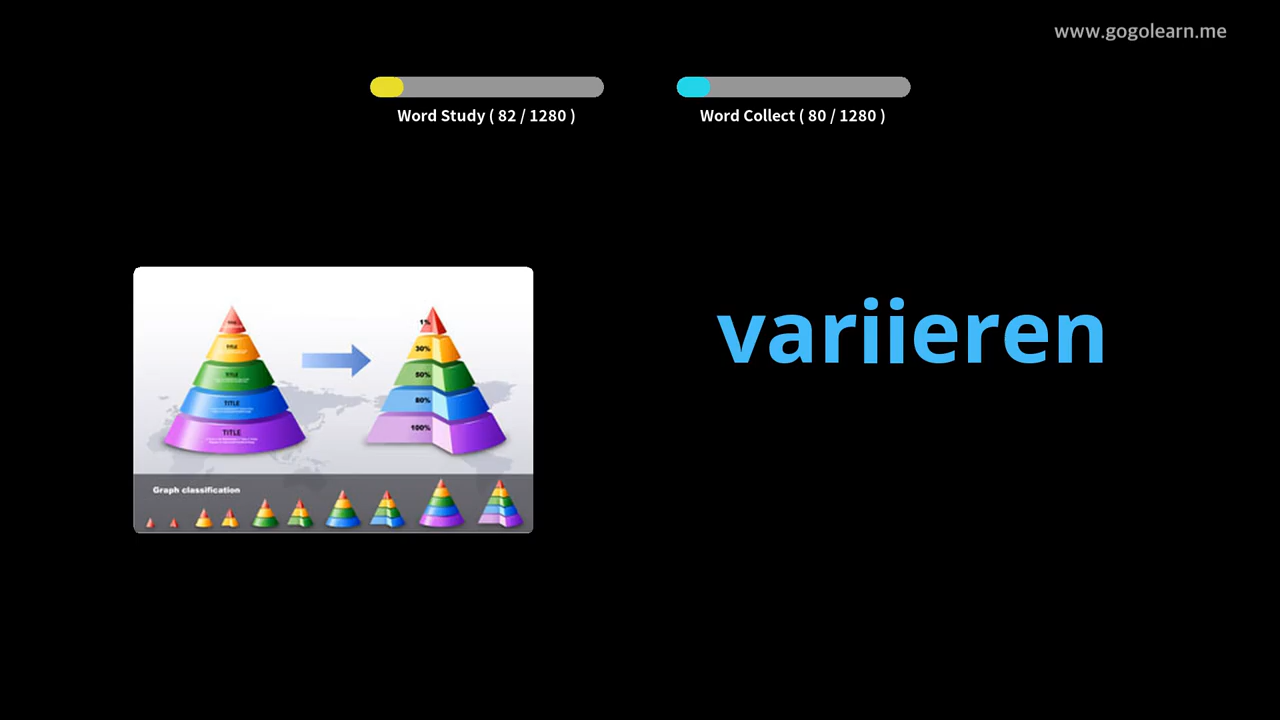 www.gogolearn.me
Word Study ( 82 / 1280 )
Word Collect ( 80 / 1280 )
variieren
TITLE
TITLE
TITLE
TITLE
1%
30%
50%
80%
100%
Graph classification